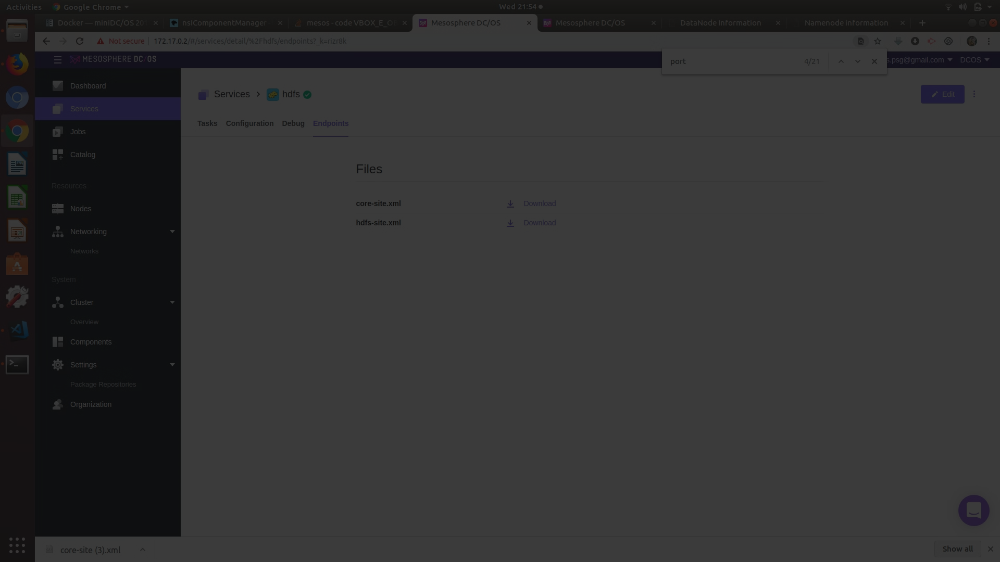 Activities
Google Chrome
Wed 21:54
Docker — miniDC/OS 20
nsIComponentManager -
mesos - code VBOX_E_O
Mesosphere DC/OS
Mesosphere DC/OS
DataNode Information
Namenode information
Not secure
172.17.0.2/#/services/detail/%2Fhdfs/endpoints?_k=rizr8k
MESOSPHERE DC/OS
port
4/21
s.psg@gmail.com
DCOS
Dashboard
Services
Jobs
Catalog
Resources
Nodes
Networking
Networks
System
Cluster
Overview
Components
Settings
Package Repositories
Organization
Services
hdfs
Edit
Tasks
Configuration
Debug
Endpoints
Files
core-site.xml
Download
hdfs-site.xml
Download
core-site (3).xml
Show all